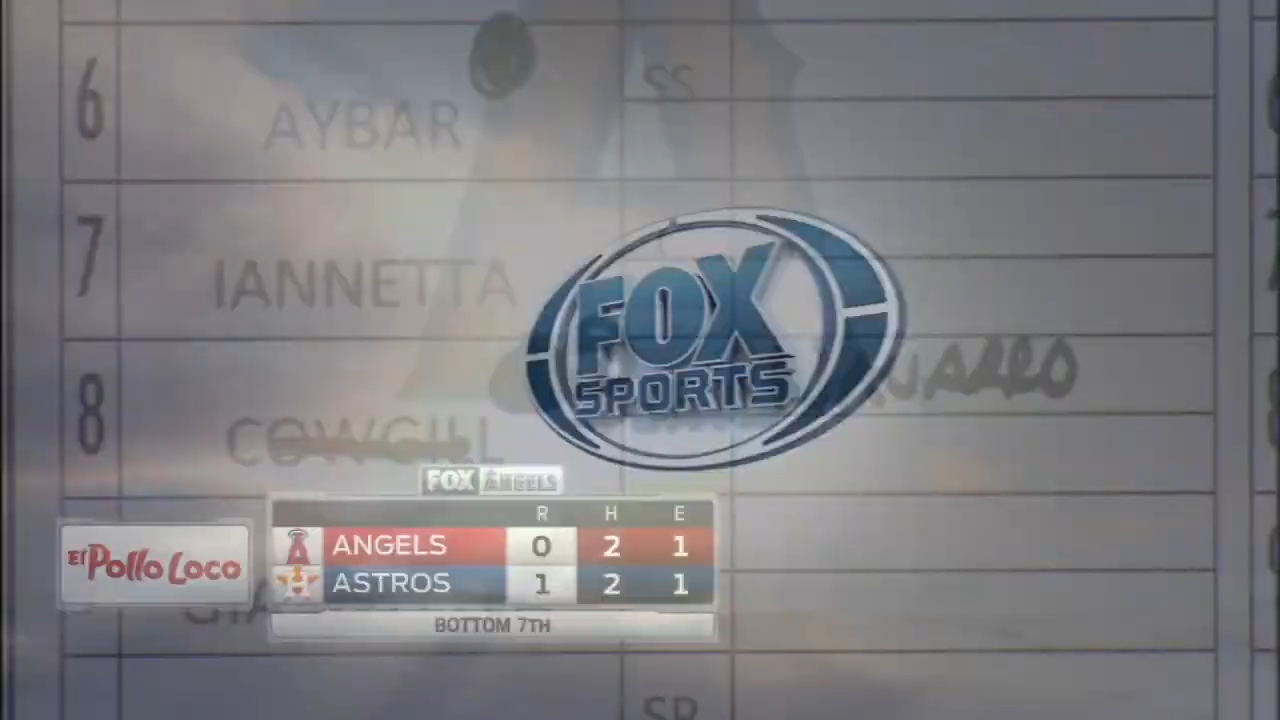 6 AYBAR SS
7 IANNETTA
FOX
SPORTS
8 COWGILL
FOX ANGELS
R H E
El Pollo Loco
ANGELS 0 2 1
ASTROS 1 2 1
BOTTOM 7TH